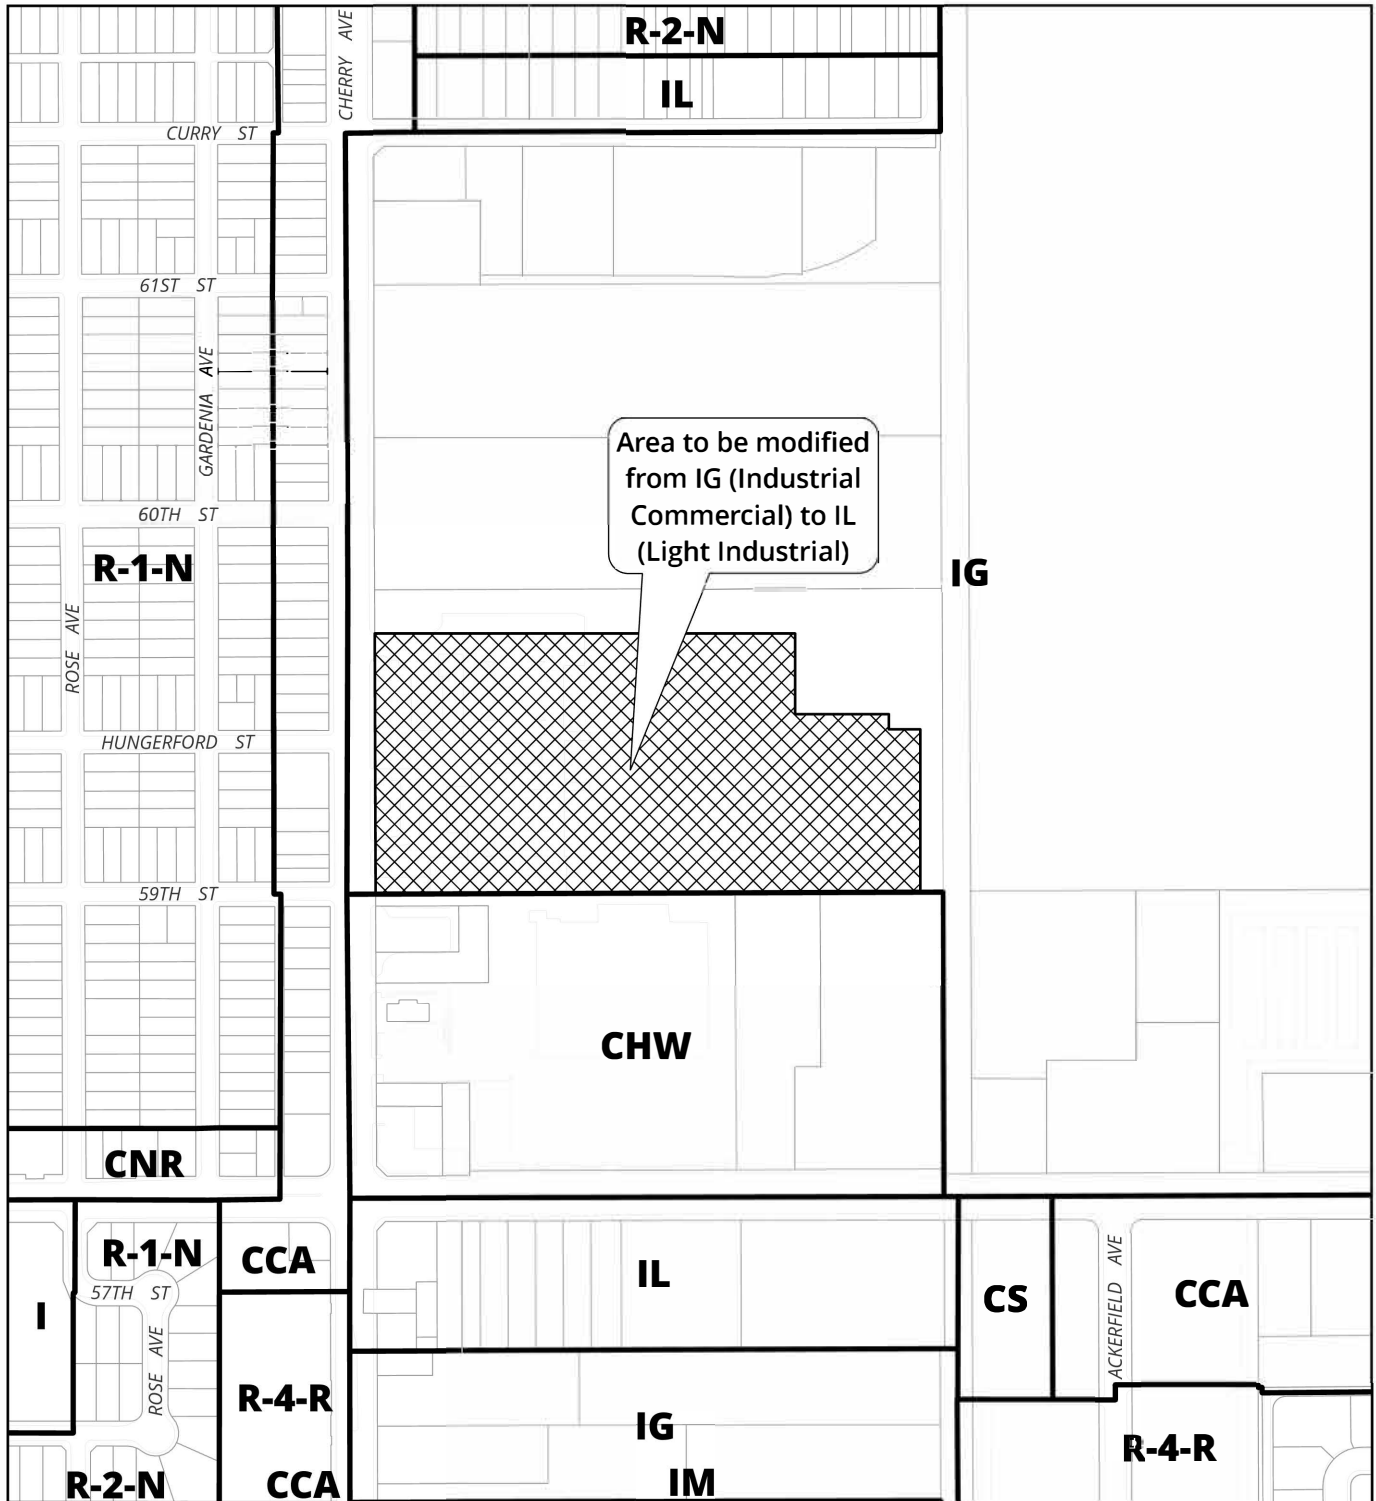 R-2-N
CHERRY AVE
IL
CURRY ST
61ST ST
GARDENIA AVE
Area to be modified
from IG (Industrial
Commercial) to IL
(Light Industrial)
60TH ST
R-1-N
IG
ROSE AVE
HUNGERFORD ST
59TH ST
CHW
CNR
R-1-N
CCA
IL
CS
ACKERFIELD AVE
CCA
57TH ST
I
ROSE AVE
R-4-R
IG
R-4-R
R-2-N
CCA
IM